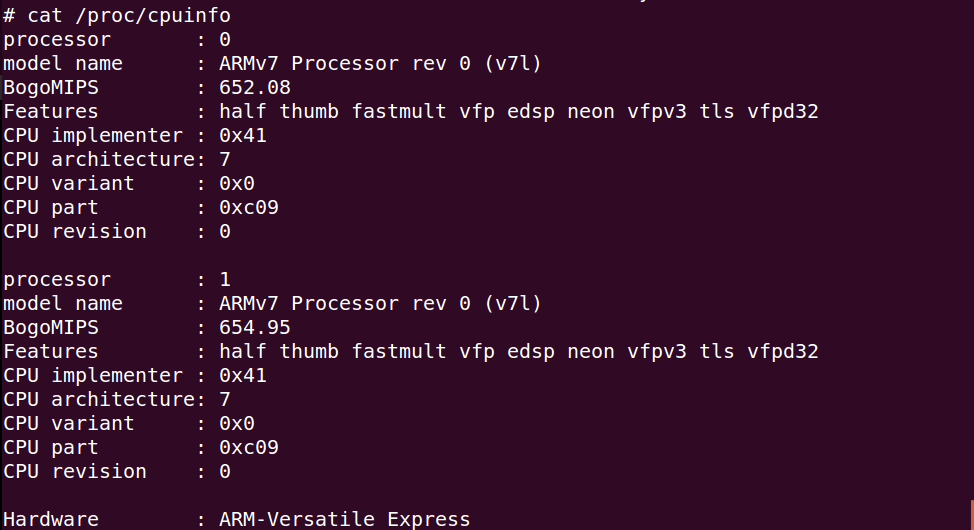 # cat /proc/cpuinfo
processor       : 0
model name      : ARMv7 Processor rev 0 (v7l)
BogoMIPS        : 652.08
Features        : half thumb fastmult vfp edsp neon vfpv3 tls vfpd32
CPU implementer : 0x41
CPU architecture: 7
CPU variant     : 0x0
CPU part        : 0xc09
CPU revision    : 0

processor       : 1
model name      : ARMv7 Processor rev 0 (v7l)
BogoMIPS        : 654.95
Features        : half thumb fastmult vfp edsp neon vfpv3 tls vfpd32
CPU implementer : 0x41
CPU architecture: 7
CPU variant     : 0x0
CPU part        : 0xc09
CPU revision    : 0

Hardware        : ARM-Versatile Express